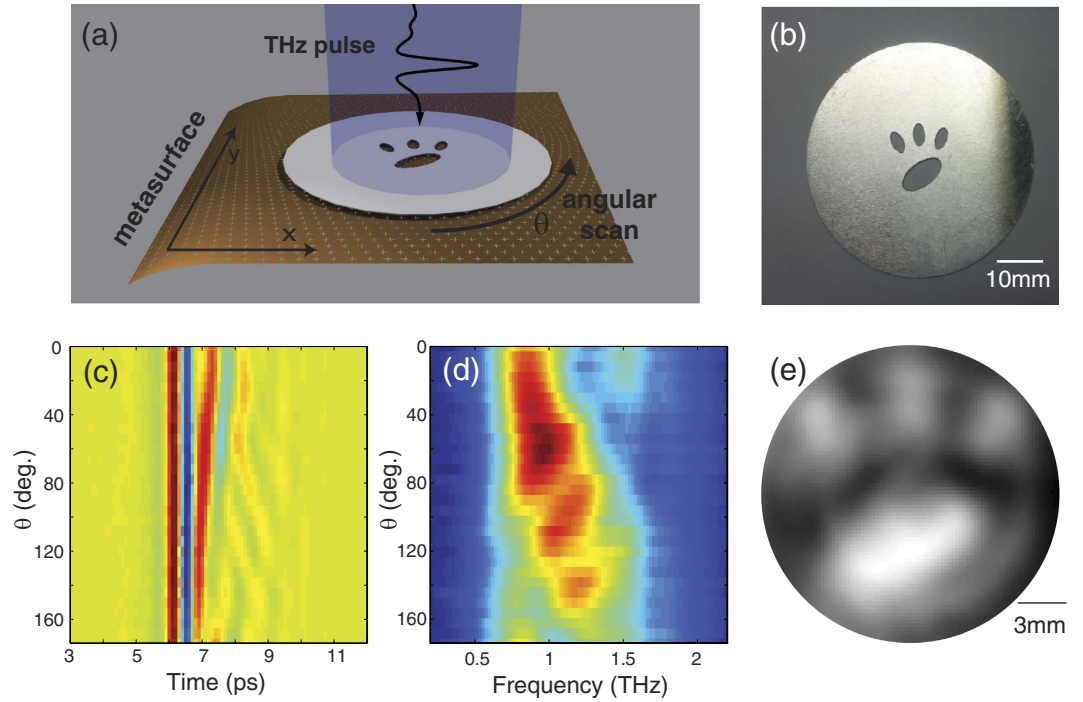 (a)
THz pulse
metasurface
y
x
θ
angular
scan
(b)
10mm
(c)
0
40
80
120
160
θ (deg.)
3
5
7
9
11
Time (ps)
(d)
0
40
80
120
160
θ (deg.)
0.5
1
1.5
2
Frequency (THz)
(e)
3mm